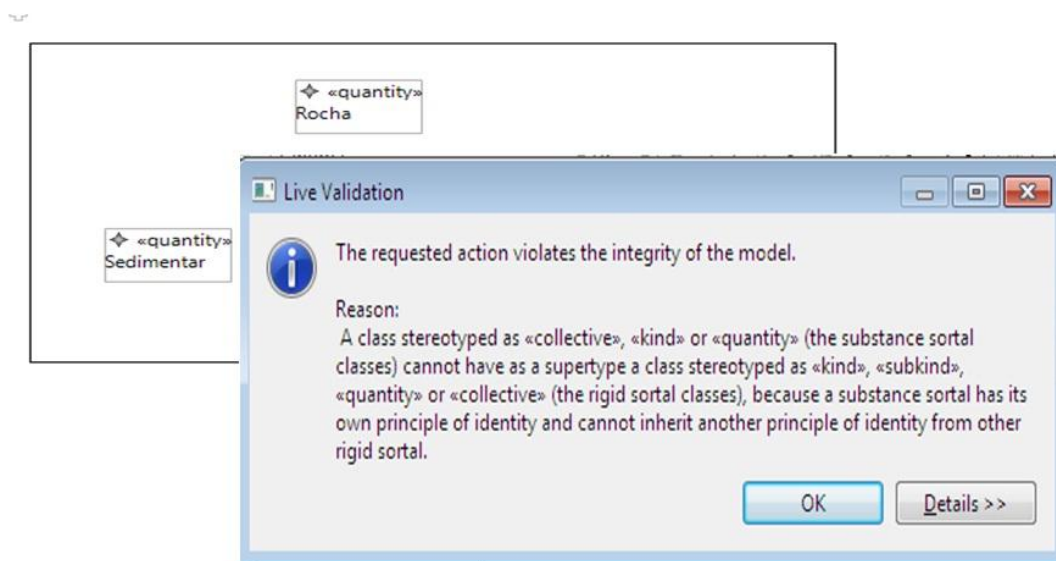 «quantity»
Rocha
«quantity»
Sedimentar
Live Validation
The requested action violates the integrity of the model.
Reason:
A class stereotyped as «collective», «kind» or «quantity» (the substance sortal
classes) cannot have as a supertype a class stereotyped as «kind», «subkind»,
«quantity» or «collective» (the rigid sortal classes), because a substance sortal has its
own principle of identity and cannot inherit another principle of identity from other
rigid sortal.
OK
Details >>